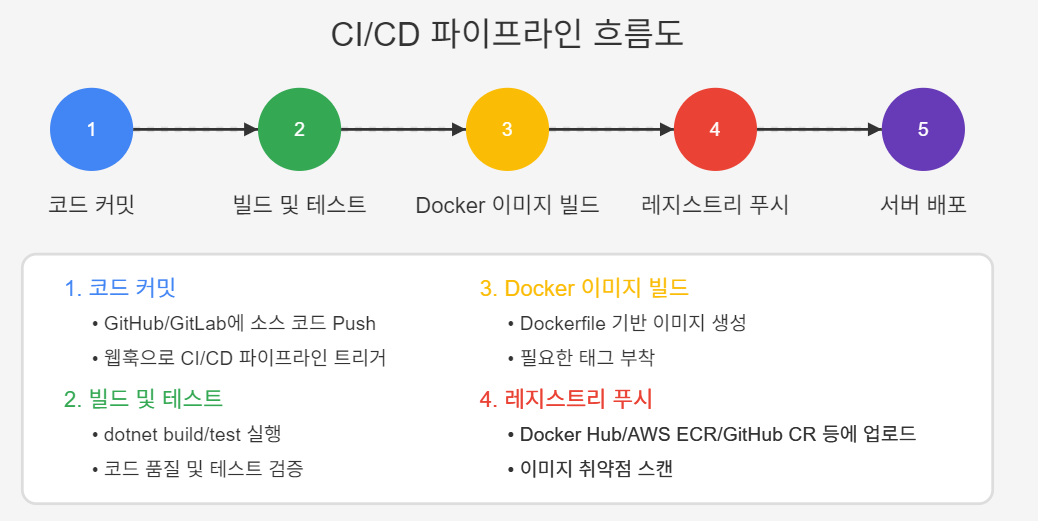 CI/CD 파이프라인 흐름도
1
2
3
4
5
코드 커밋
빌드 및 테스트
Docker 이미지 빌드
레지스트리 푸시
서버 배포
1. 코드 커밋
• GitHub/GitLab에 소스 코드 Push
• 웹훅으로 CI/CD 파이프라인 트리거
2. 빌드 및 테스트
• dotnet build/test 실행
• 코드 품질 및 테스트 검증
3. Docker 이미지 빌드
• Dockerfile 기반 이미지 생성
• 필요한 태그 부착
4. 레지스트리 푸시
• Docker Hub/AWS ECR/GitHub CR 등에 업로드
• 이미지 취약점 스캔